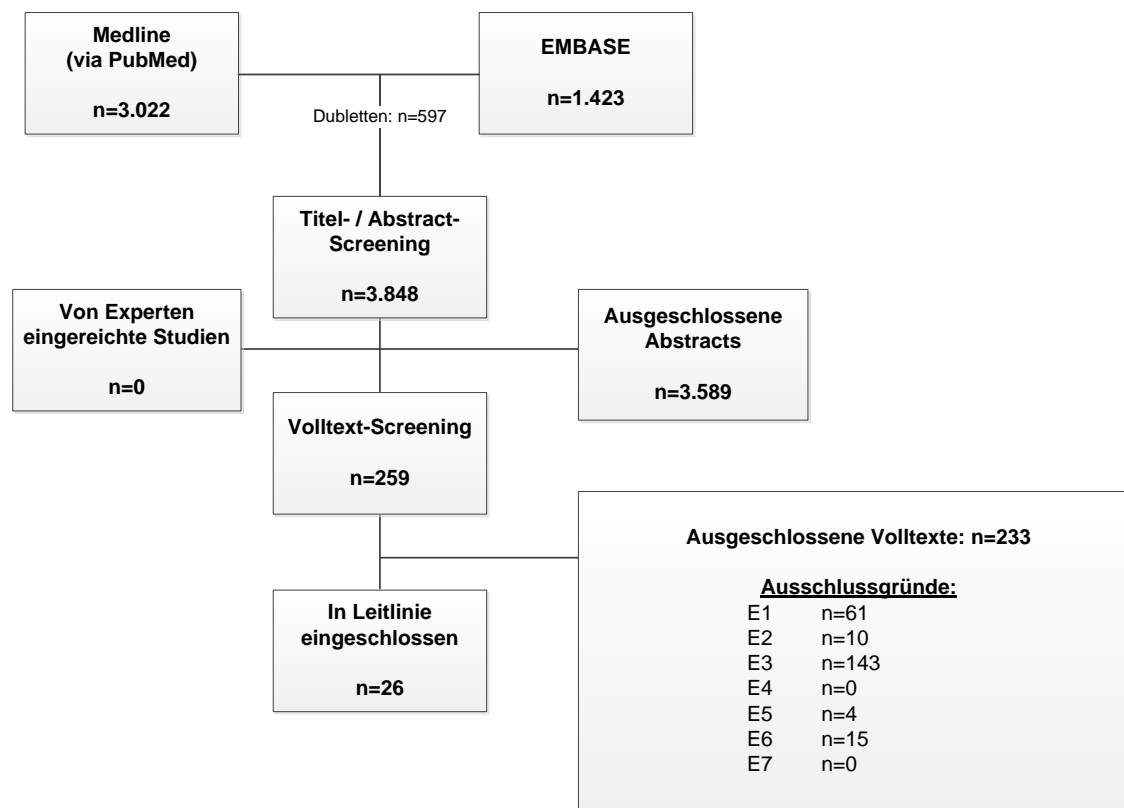 Medline
(via PubMed)
n=3.022
EMBASE
n=1.423
Dubletten: n=597
Titel- / Abstract-
Screening
n=3.848
Von Experten
eingereichte Studien
n=0
Ausgeschlossene
Abstracts
n=3.589
Volltext-Screening
n=259
Ausgeschlossene Volltexte: n=233
Ausschlussgründe:
E1 n=61
E2 n=10
E3 n=143
E4 n=0
E5 n=4
E6 n=15
E7 n=0
In Leitlinie
eingeschlossen
n=26